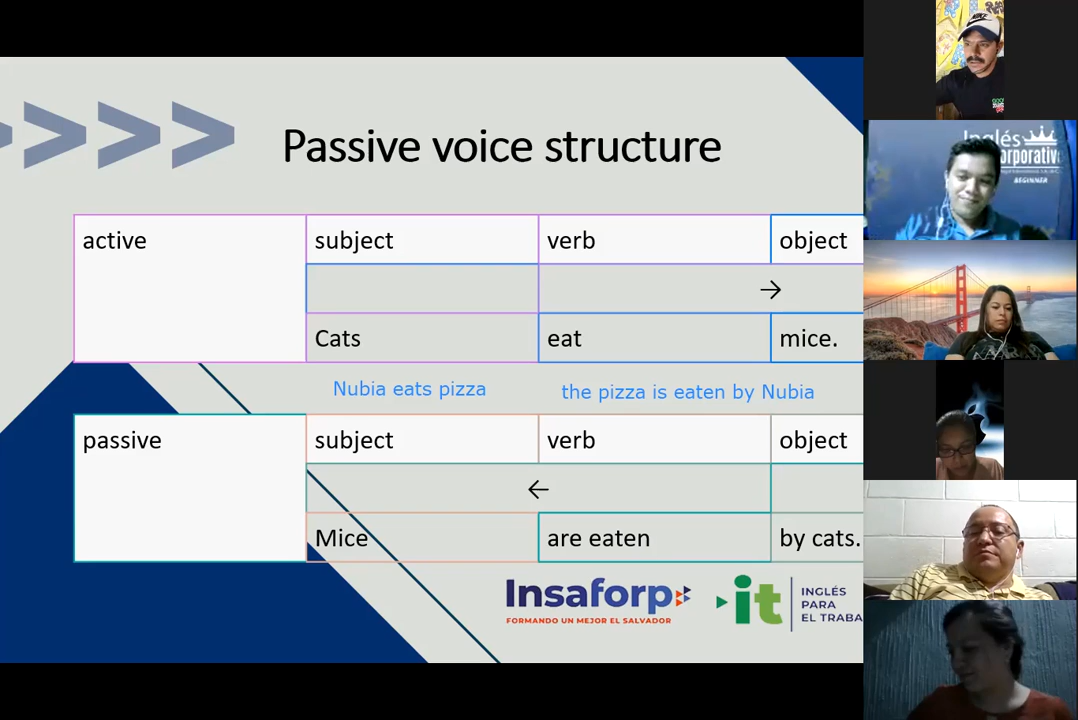 Passive voice structure
active
subject
verb
object
→
Cats
eat
mice.
Nubia eats pizza
the pizza is eaten by Nubia
passive
subject
verb
object
←
Mice
are eaten
by cats.
Insaforp
FORMANDO UN MEJOR EL SALVADOR
it
INGLÉS
PARA
EL TRABA
Inglés
orporativ
BEGINNER